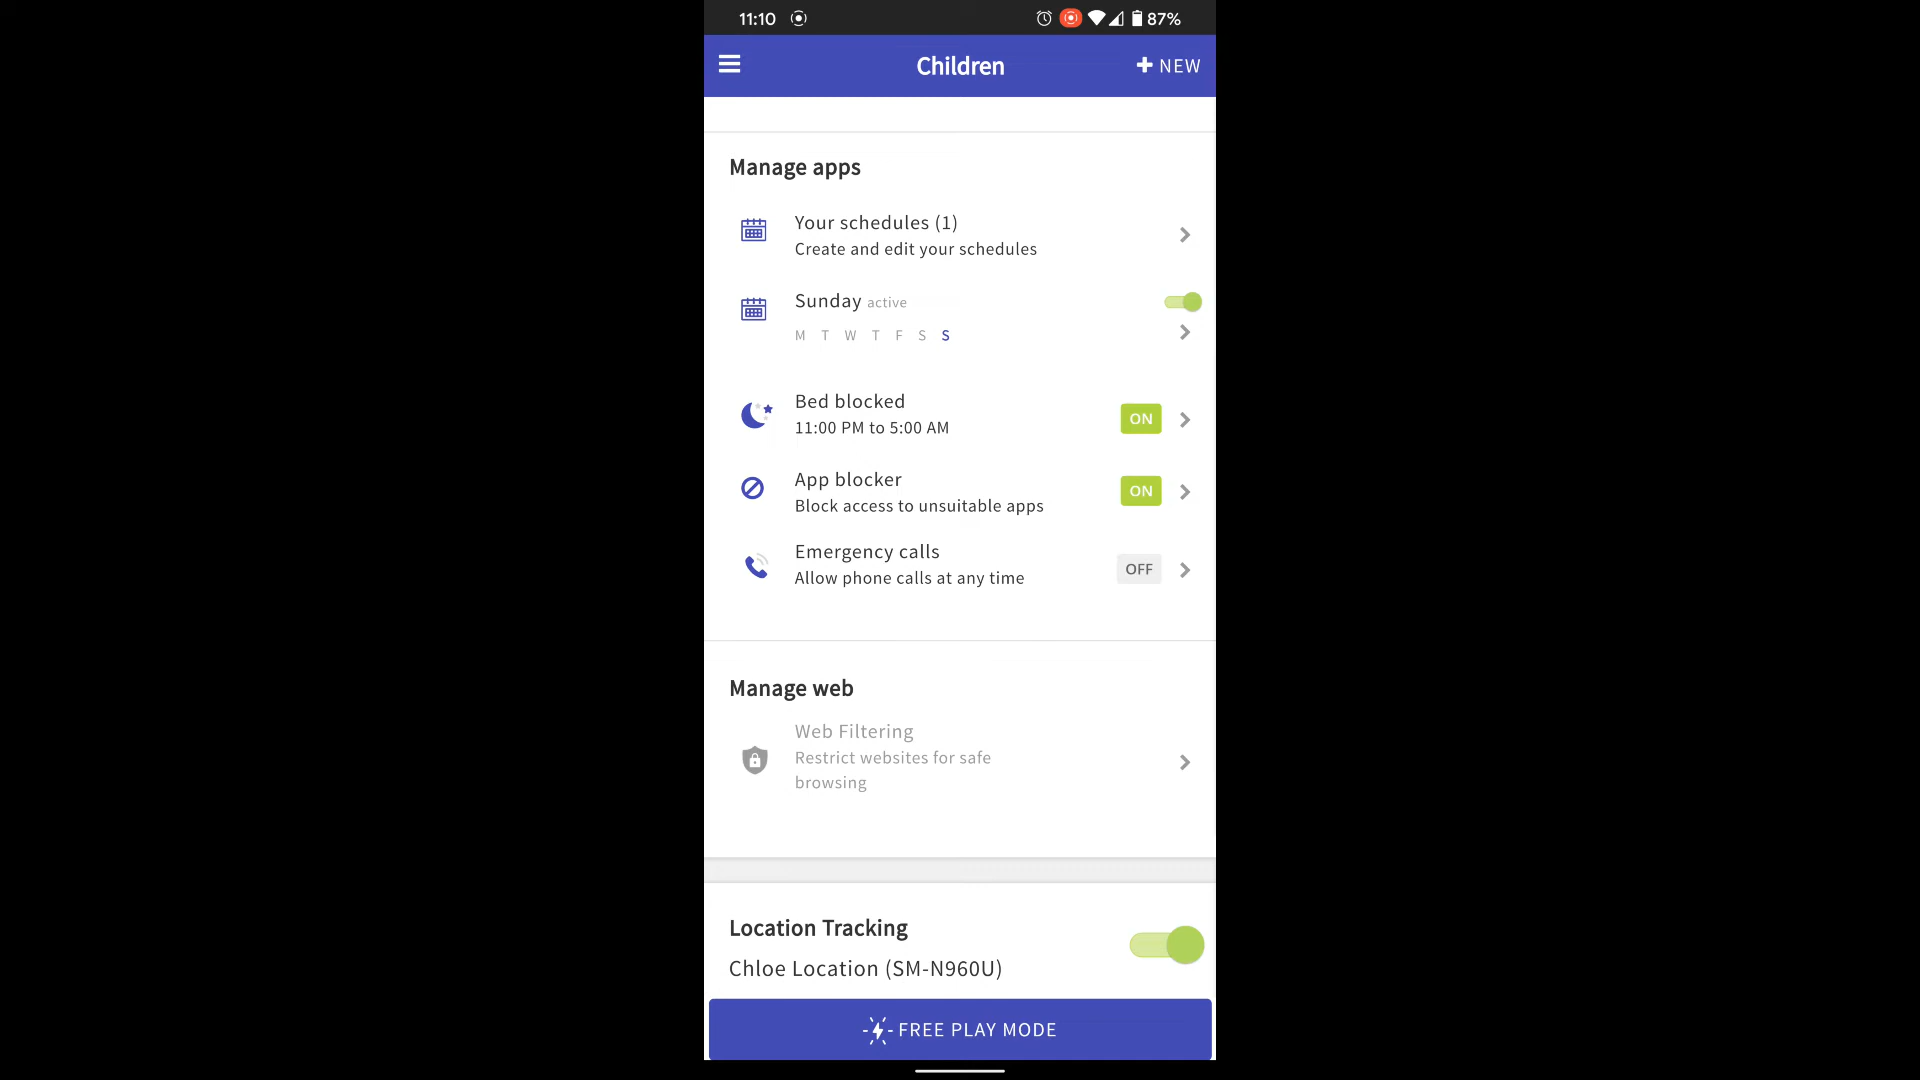 11:10
87%
Children
NEW
Manage apps
Your schedules (1)
Create and edit your schedules
Sunday active
M T W T F S S
Bed blocked
11:00 PM to 5:00 AM
ON
App blocker
Block access to unsuitable apps
ON
Emergency calls
Allow phone calls at any time
OFF
Manage web
Web Filtering
Restrict websites for safe
browsing
Location Tracking
Chloe Location (SM-N960U)
FREE PLAY MODE